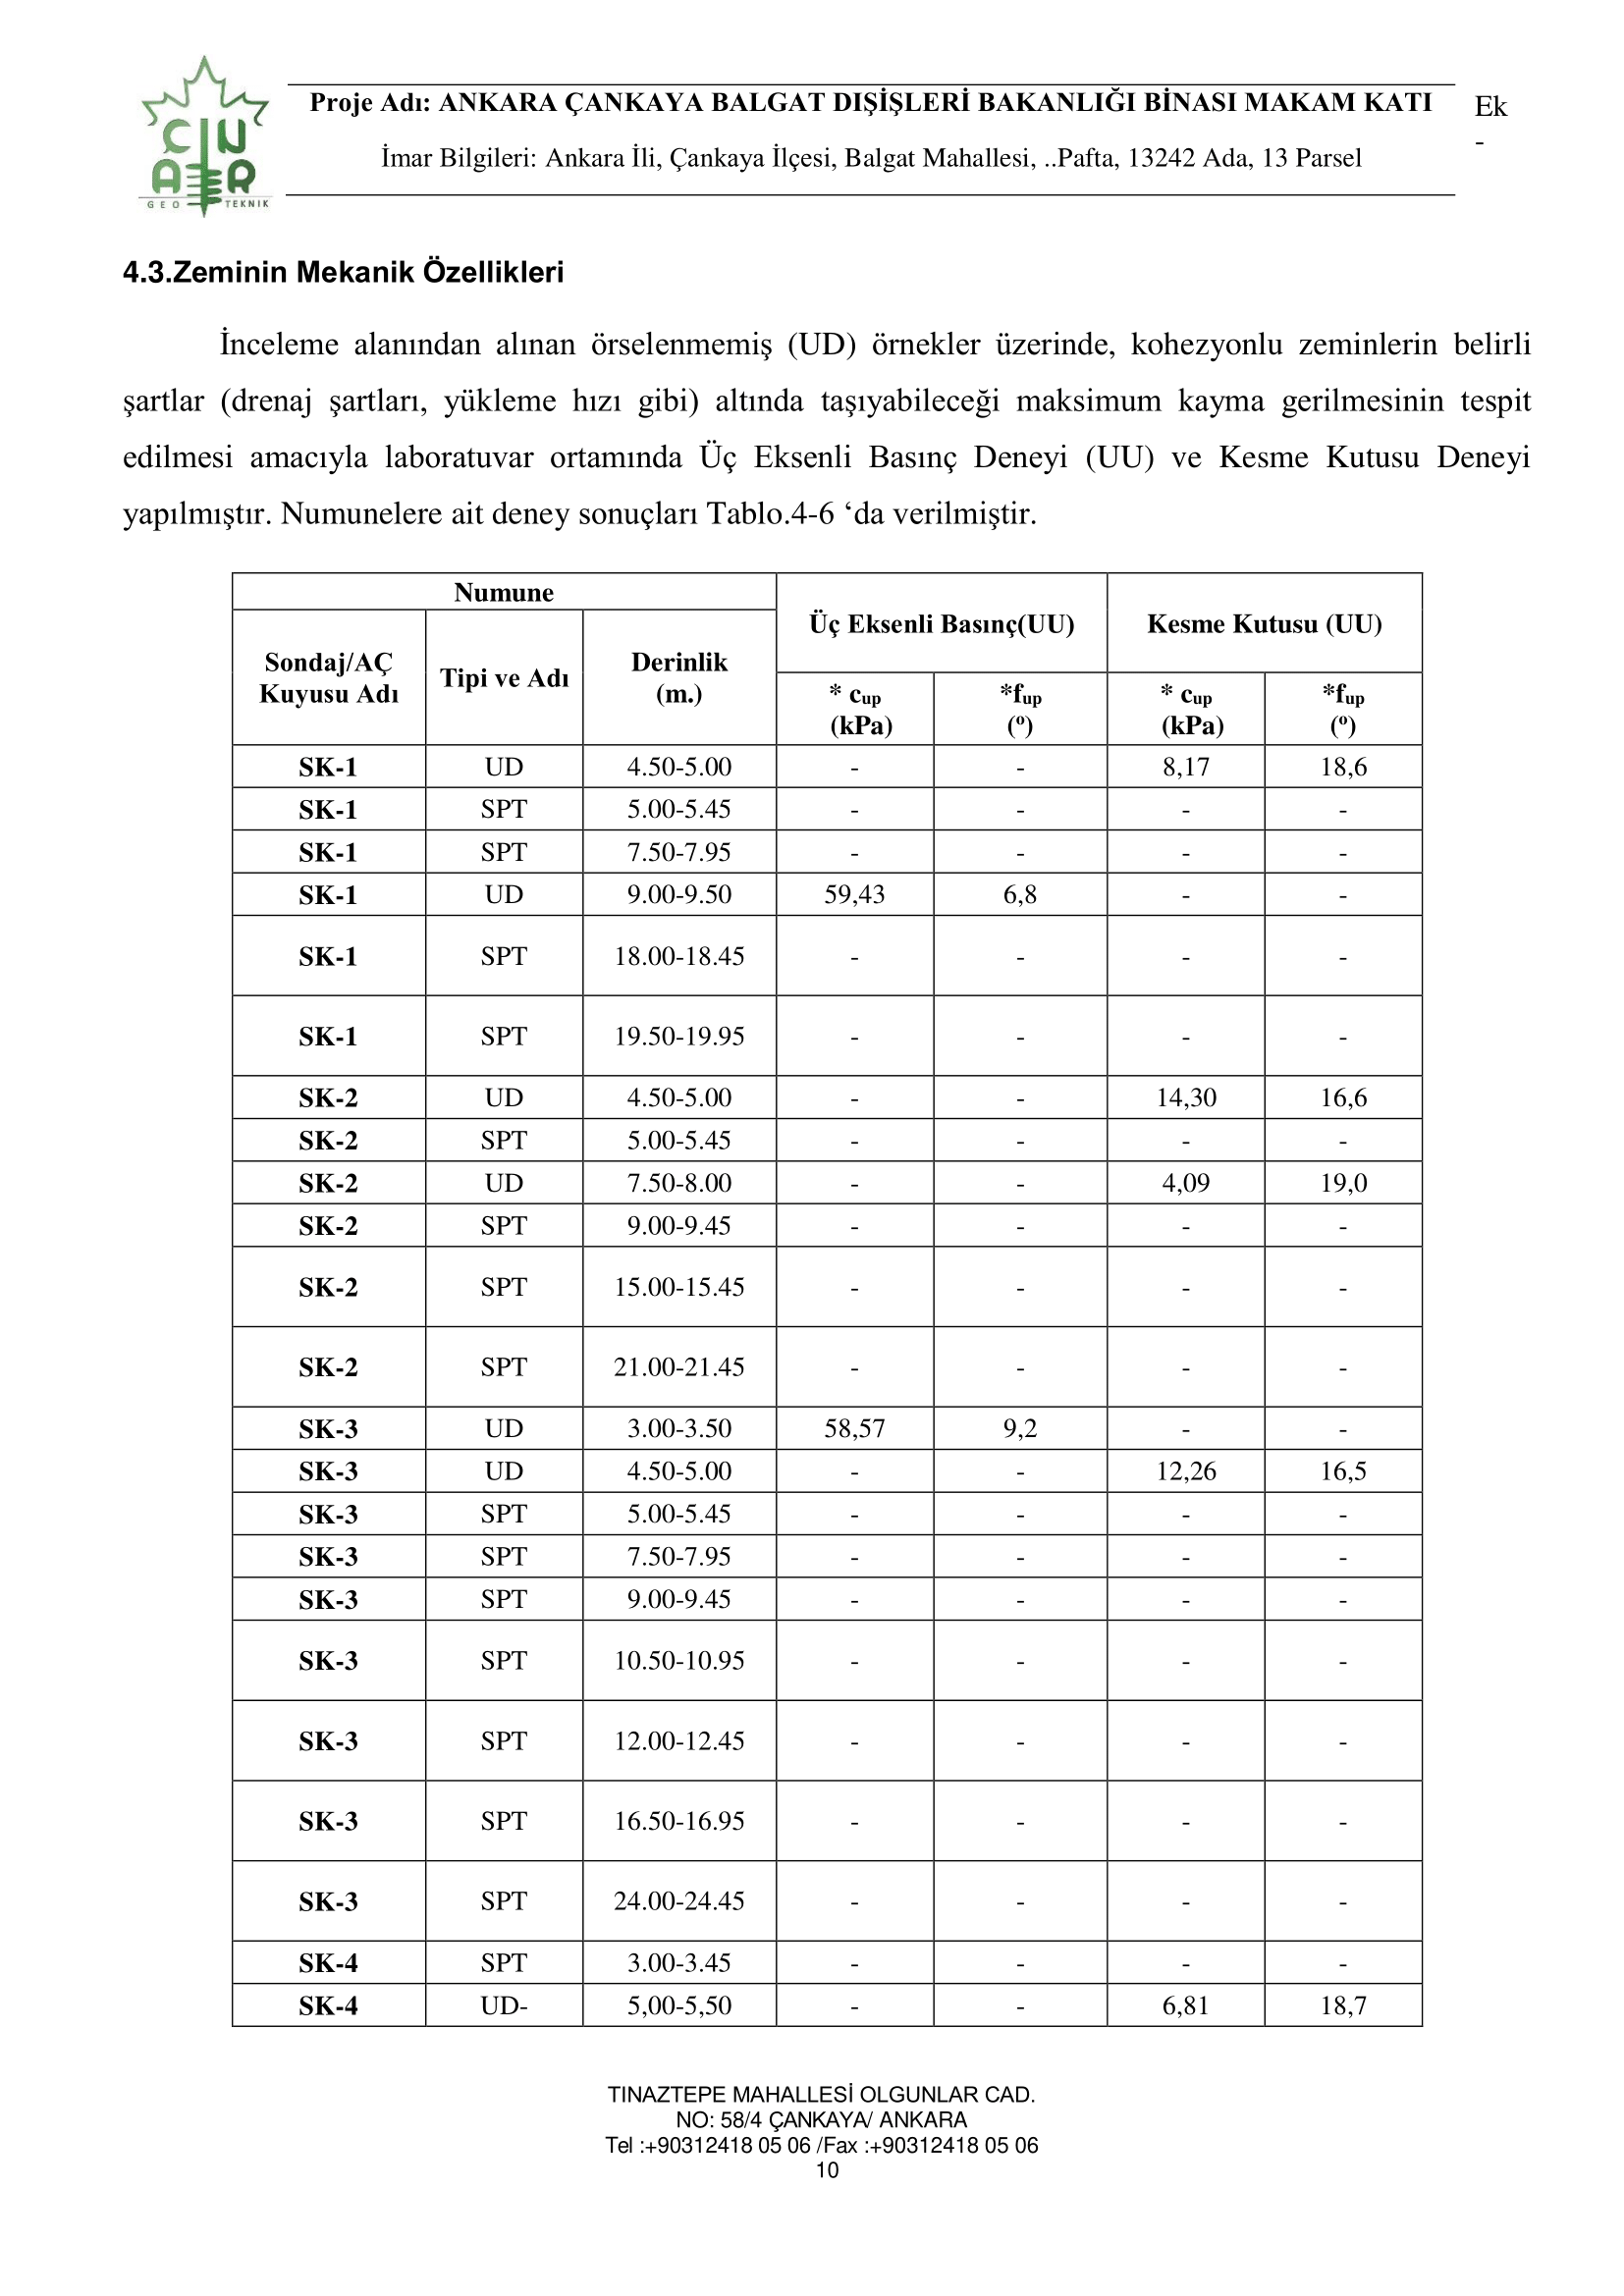 ÇINAR
GEO TEKNIK
Proje Adı: ANKARA ÇANKAYA BALGAT DIŞİŞLERİ BAKANLIĞI BİNASI MAKAM KATI
İmar Bilgileri: Ankara İli, Çankaya İlçesi, Balgat Mahallesi, ..Pafta, 13242 Ada, 13 Parsel
Ek
-
4.3.Zeminin Mekanik Özellikleri
İnceleme alanından alınan örselenmemiş (UD) örnekler üzerinde, kohezyonlu zeminlerin belirli
şartlar (drenaj şartları, yükleme hızı gibi) altında taşıyabileceği maksimum kayma gerilmesinin tespit
edilmesi amacıyla laboratuvar ortamında Üç Eksenli Basınç Deneyi (UU) ve Kesme Kutusu Deneyi
yapılmıştır. Numunelere ait deney sonuçları Tablo.4-6 ‘da verilmiştir.
Numune Üç Eksenli Basınç(UU) Kesme Kutusu (UU)
Sondaj/AÇ Kuyusu Adı Tipi ve Adı Derinlik (m.) * cup (kPa) *fup (º) * cup (kPa) *fup (º)
SK-1 UD 4.50-5.00 - - 8,17 18,6
SK-1 SPT 5.00-5.45 - - - -
SK-1 SPT 7.50-7.95 - - - -
SK-1 UD 9.00-9.50 59,43 6,8 - -
SK-1 SPT 18.00-18.45 - - - -
SK-1 SPT 19.50-19.95 - - - -
SK-2 UD 4.50-5.00 - - 14,30 16,6
SK-2 SPT 5.00-5.45 - - - -
SK-2 UD 7.50-8.00 - - 4,09 19,0
SK-2 SPT 9.00-9.45 - - - -
SK-2 SPT 15.00-15.45 - - - -
SK-2 SPT 21.00-21.45 - - - -
SK-3 UD 3.00-3.50 58,57 9,2 - -
SK-3 UD 4.50-5.00 - - 12,26 16,5
SK-3 SPT 5.00-5.45 - - - -
SK-3 SPT 7.50-7.95 - - - -
SK-3 SPT 9.00-9.45 - - - -
SK-3 SPT 10.50-10.95 - - - -
SK-3 SPT 12.00-12.45 - - - -
SK-3 SPT 16.50-16.95 - - - -
SK-3 SPT 24.00-24.45 - - - -
SK-4 SPT 3.00-3.45 - - - -
SK-4 UD- 5,00-5,50 - - 6,81 18,7
TINAZTEPE MAHALLESİ OLGUNLAR CAD.
NO: 58/4 ÇANKAYA/ ANKARA
Tel :+90312418 05 06 /Fax :+90312418 05 06
10